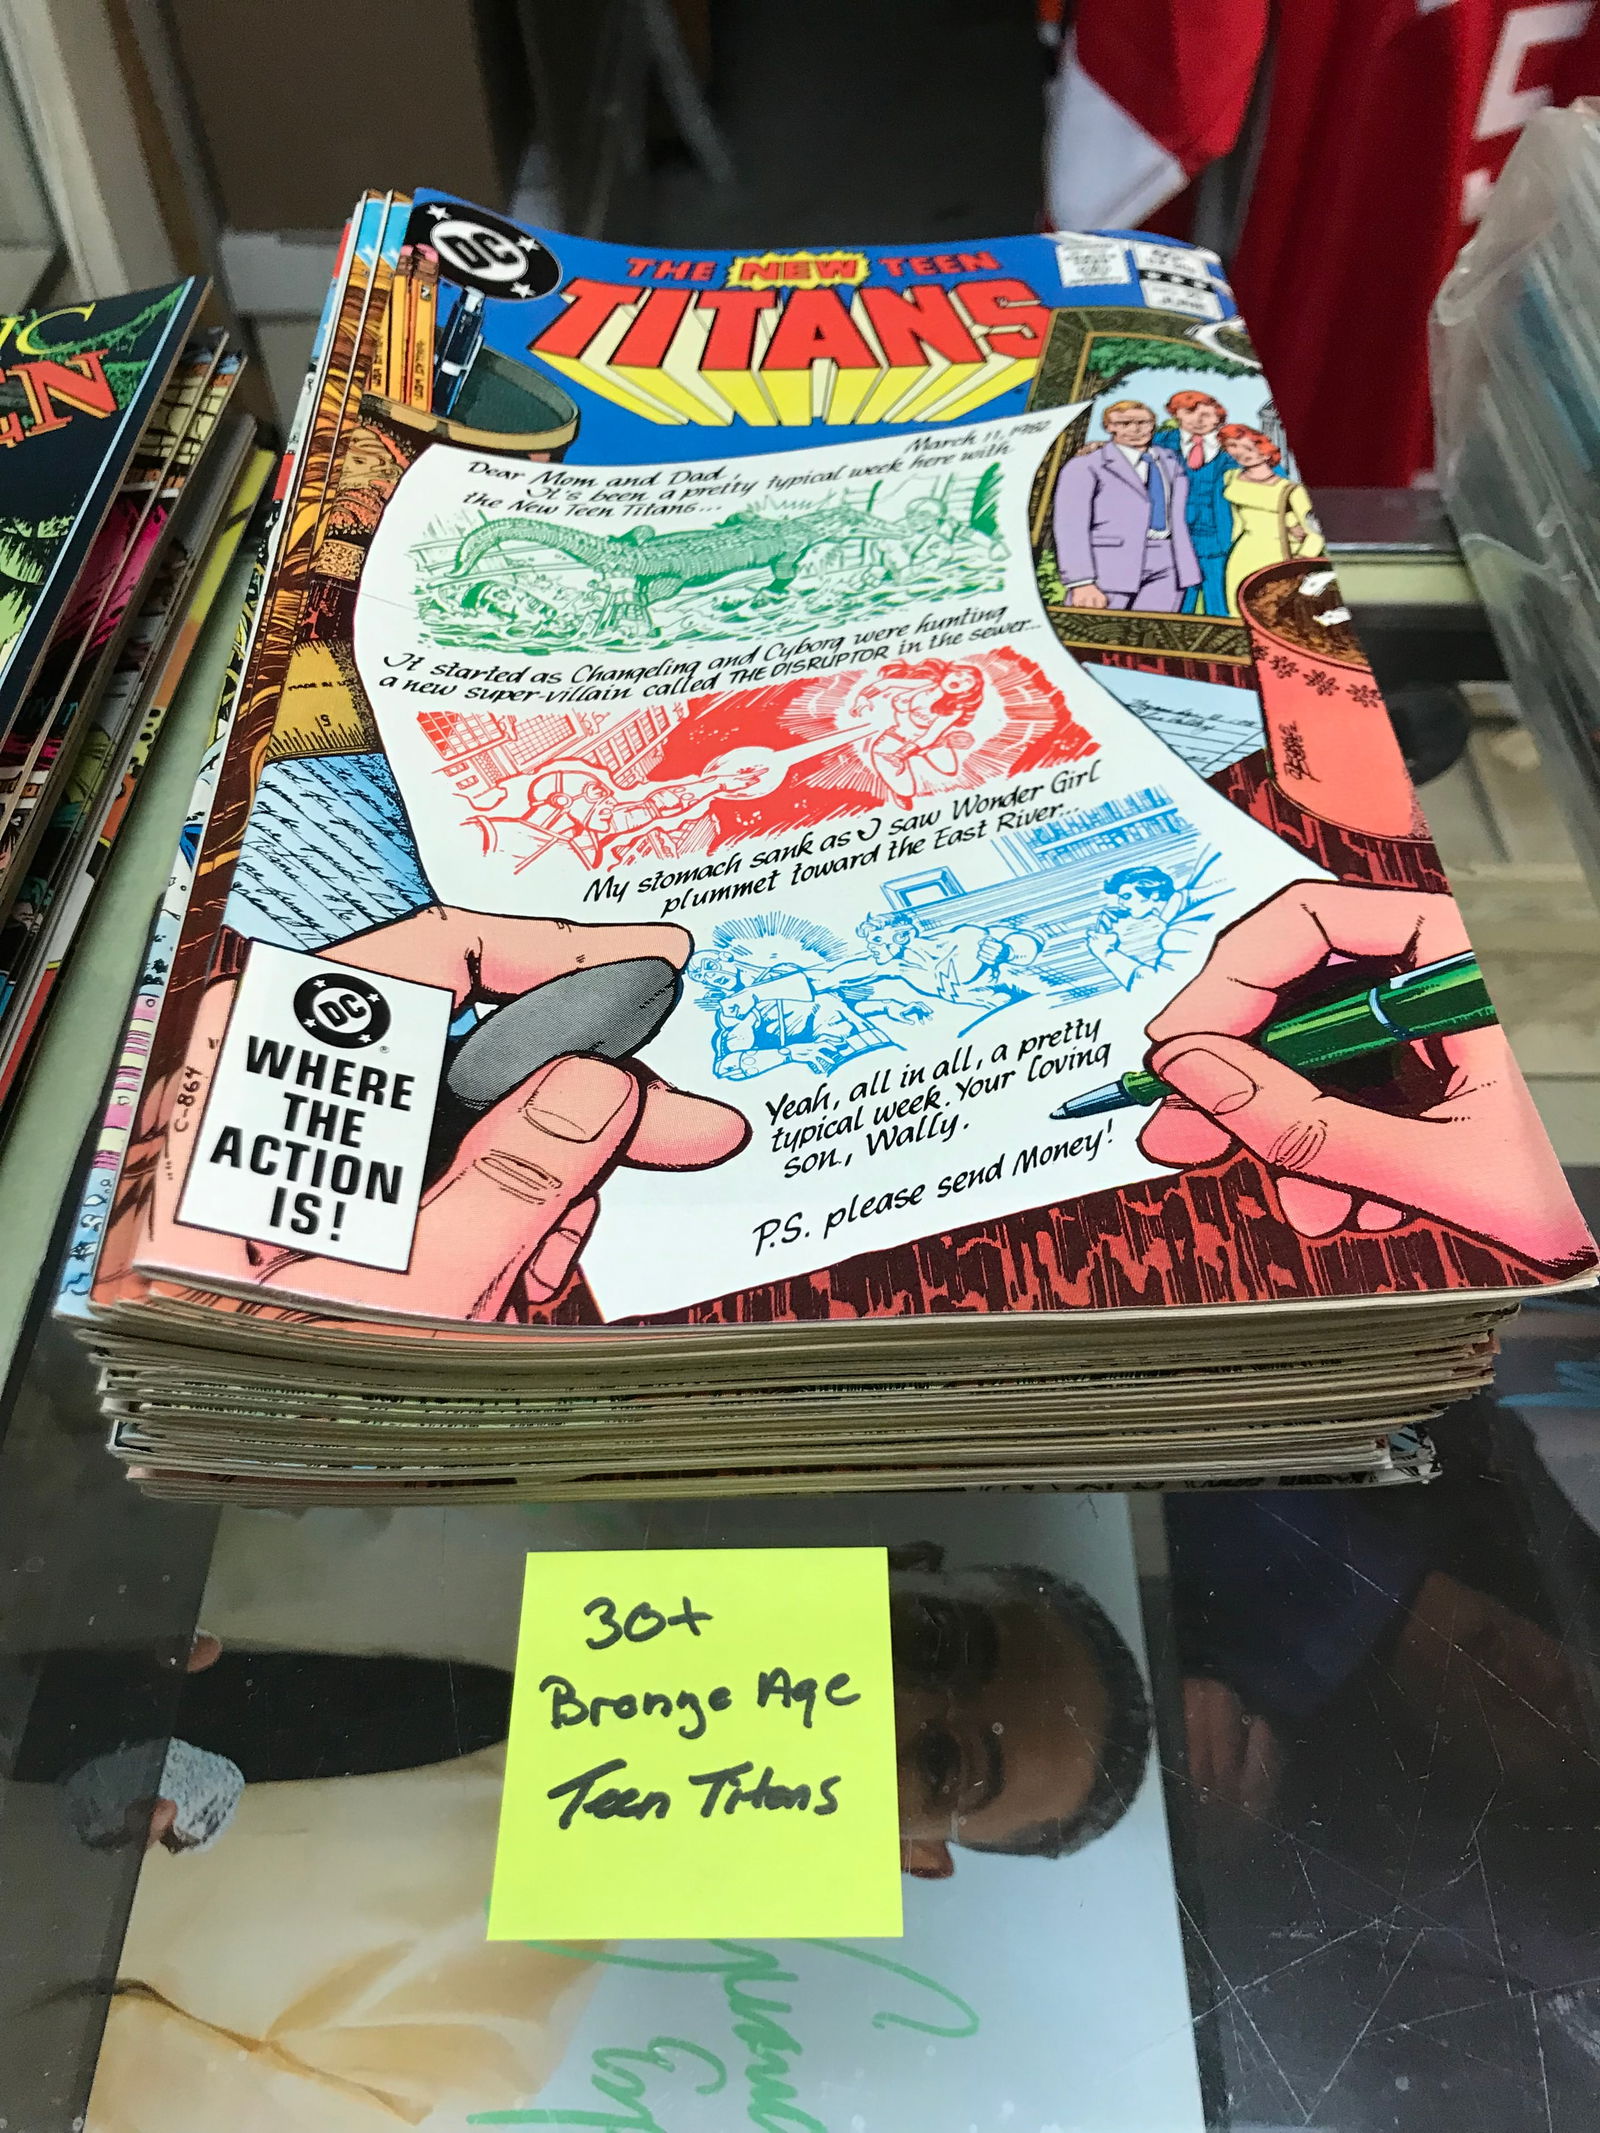 DC
THE NEW TEEN
TITANS
JUNE
March 11, 1982
Dear Mom and Dad,
It's been a pretty typical week here with
the New Teen Titans...
It started as Changeling and Cyborg were hunting
a new super-villain called THE DISRUPTOR in the sewer...
MADE IN U.S.
My stomach sank as I saw Wonder Girl
plummet toward the East River...
Yeah, all in all, a pretty
typical week. Your loving
son, Wally.
P.S. please send Money!
DC
WHERE
THE
ACTION
IS!
C-864
30+
Bronze Age
Teen Titans